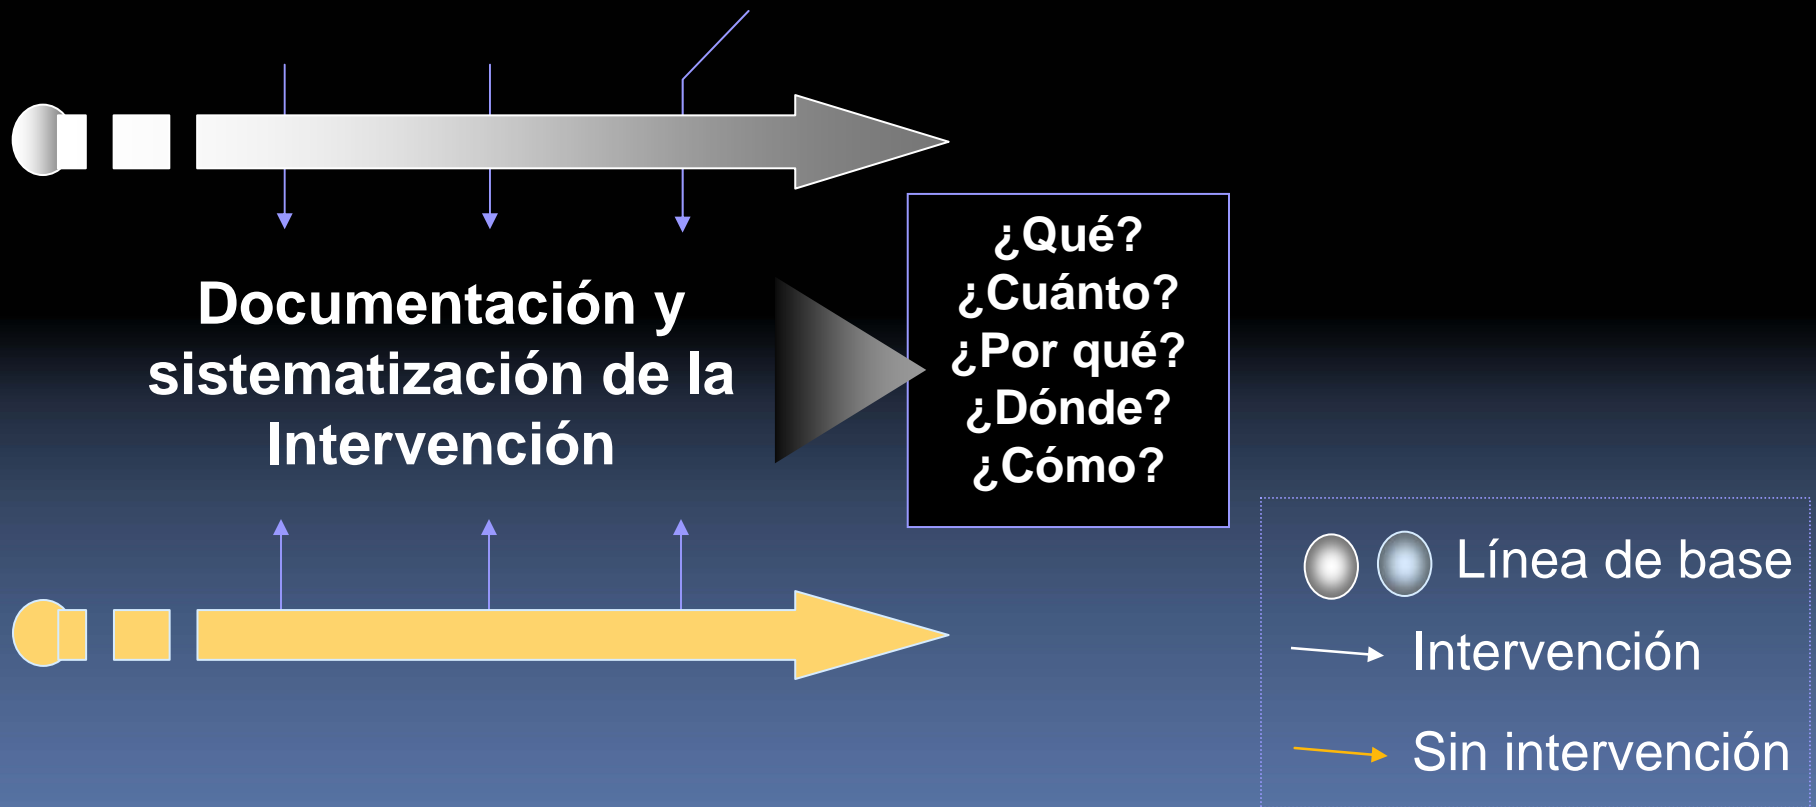 Documentación y
sistematización de la
Intervención
¿Qué?
¿Cuánto?
¿Por qué?
¿Dónde?
¿Cómo?
Línea de base
Intervención
Sin intervención